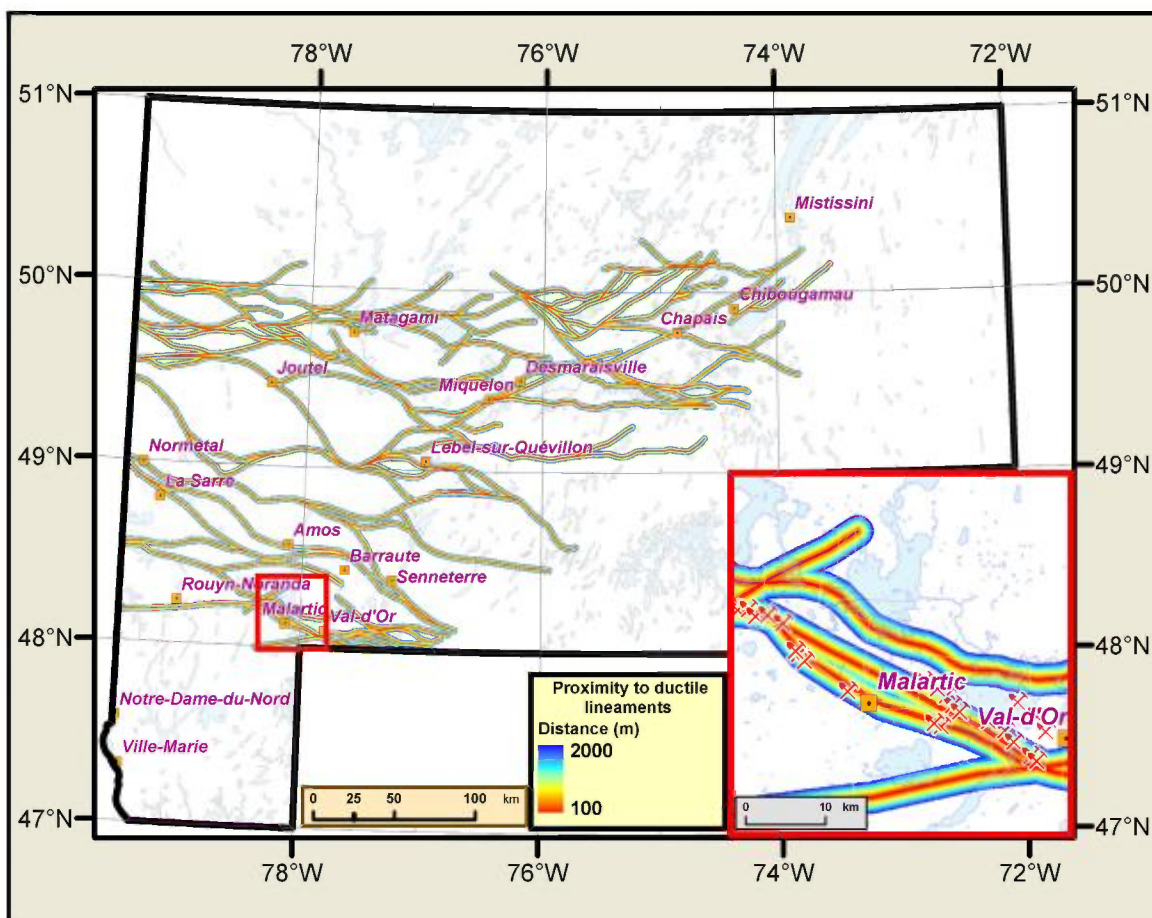 78°W 76°W 74°W 72°W
51°N 51°N
Mistissini
50°N 50°N
Chibougamau
Matagami Chapais
Joutel Desmaraisville
Miquelon
Normétal Lebel-sur-Quévillon
49°N 49°N
La Sarre
Amos
Barraute
Senneterre
Rouyn-Noranda
Malartic Val-d'Or
48°N 48°N
Malartic
Val-d'Or
Notre-Dame-du-Nord
Ville-Marie
Proximity to ductile
lineaments
Distance (m)
2000
100
0 25 50 100 km
0 10 km
47°N 47°N
78°W 76°W 74°W 72°W